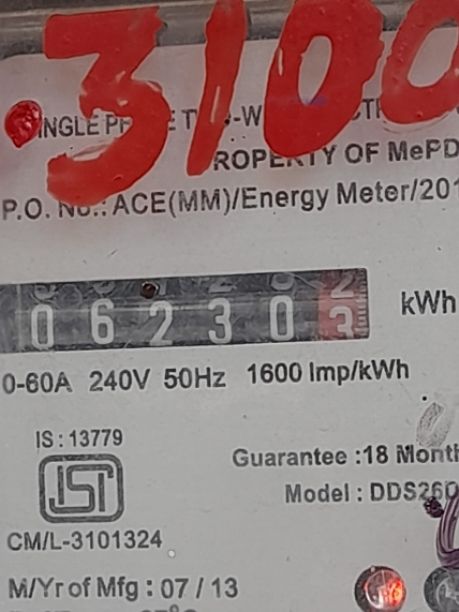 3100
INGLE PH
ROPERTY OF MePD
P.O. No.: ACE(MM)/Energy Meter/201
0 6 2 3 0 3 kWh
0-60A 240V 50Hz 1600 Imp/kWh
IS : 13779
ISI
Guarantee :18 Month
Model : DDS26D
CM/L-3101324
M/Yr of Mfg : 07 / 13